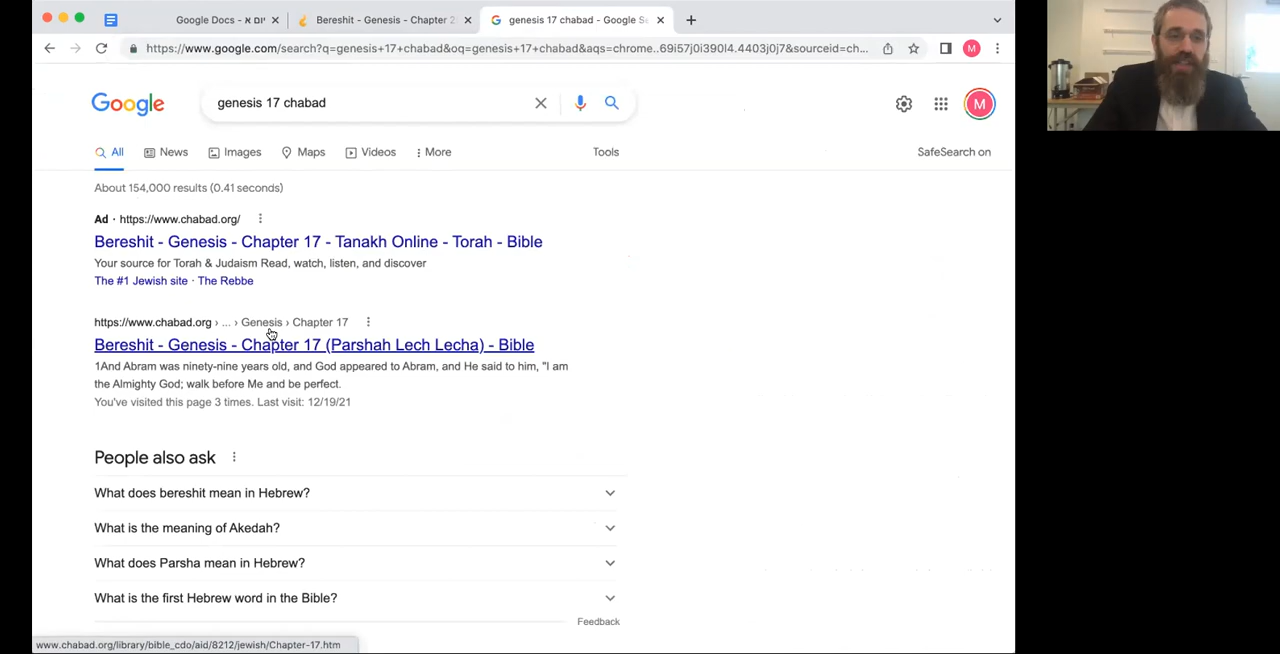 Google Docs - יום א
Bereshit - Genesis - Chapter 2
genesis 17 chabad - Google Se
https://www.google.com/search?q=genesis+17+chabad&oq=genesis+17+chabad&aqs=chrome..69i57j0i390l4.4403j0j7&sourceid=ch...
M
Google
genesis 17 chabad
M
All
News
Images
Maps
Videos
More
Tools
SafeSearch on
About 154,000 results (0.41 seconds)
Ad · https://www.chabad.org/
Bereshit - Genesis - Chapter 17 - Tanakh Online - Torah - Bible
Your source for Torah & Judaism Read, watch, listen, and discover
The #1 Jewish site · The Rebbe
https://www.chabad.org › ... › Genesis › Chapter 17
Bereshit - Genesis - Chapter 17 (Parshah Lech Lecha) - Bible
1And Abram was ninety-nine years old, and God appeared to Abram, and He said to him, "I am
the Almighty God; walk before Me and be perfect.
You've visited this page 3 times. Last visit: 12/19/21
People also ask
What does bereshit mean in Hebrew?
What is the meaning of Akedah?
What does Parsha mean in Hebrew?
What is the first Hebrew word in the Bible?
Feedback
www.chabad.org/library/bible_cdo/aid/8212/jewish/Chapter-17.htm